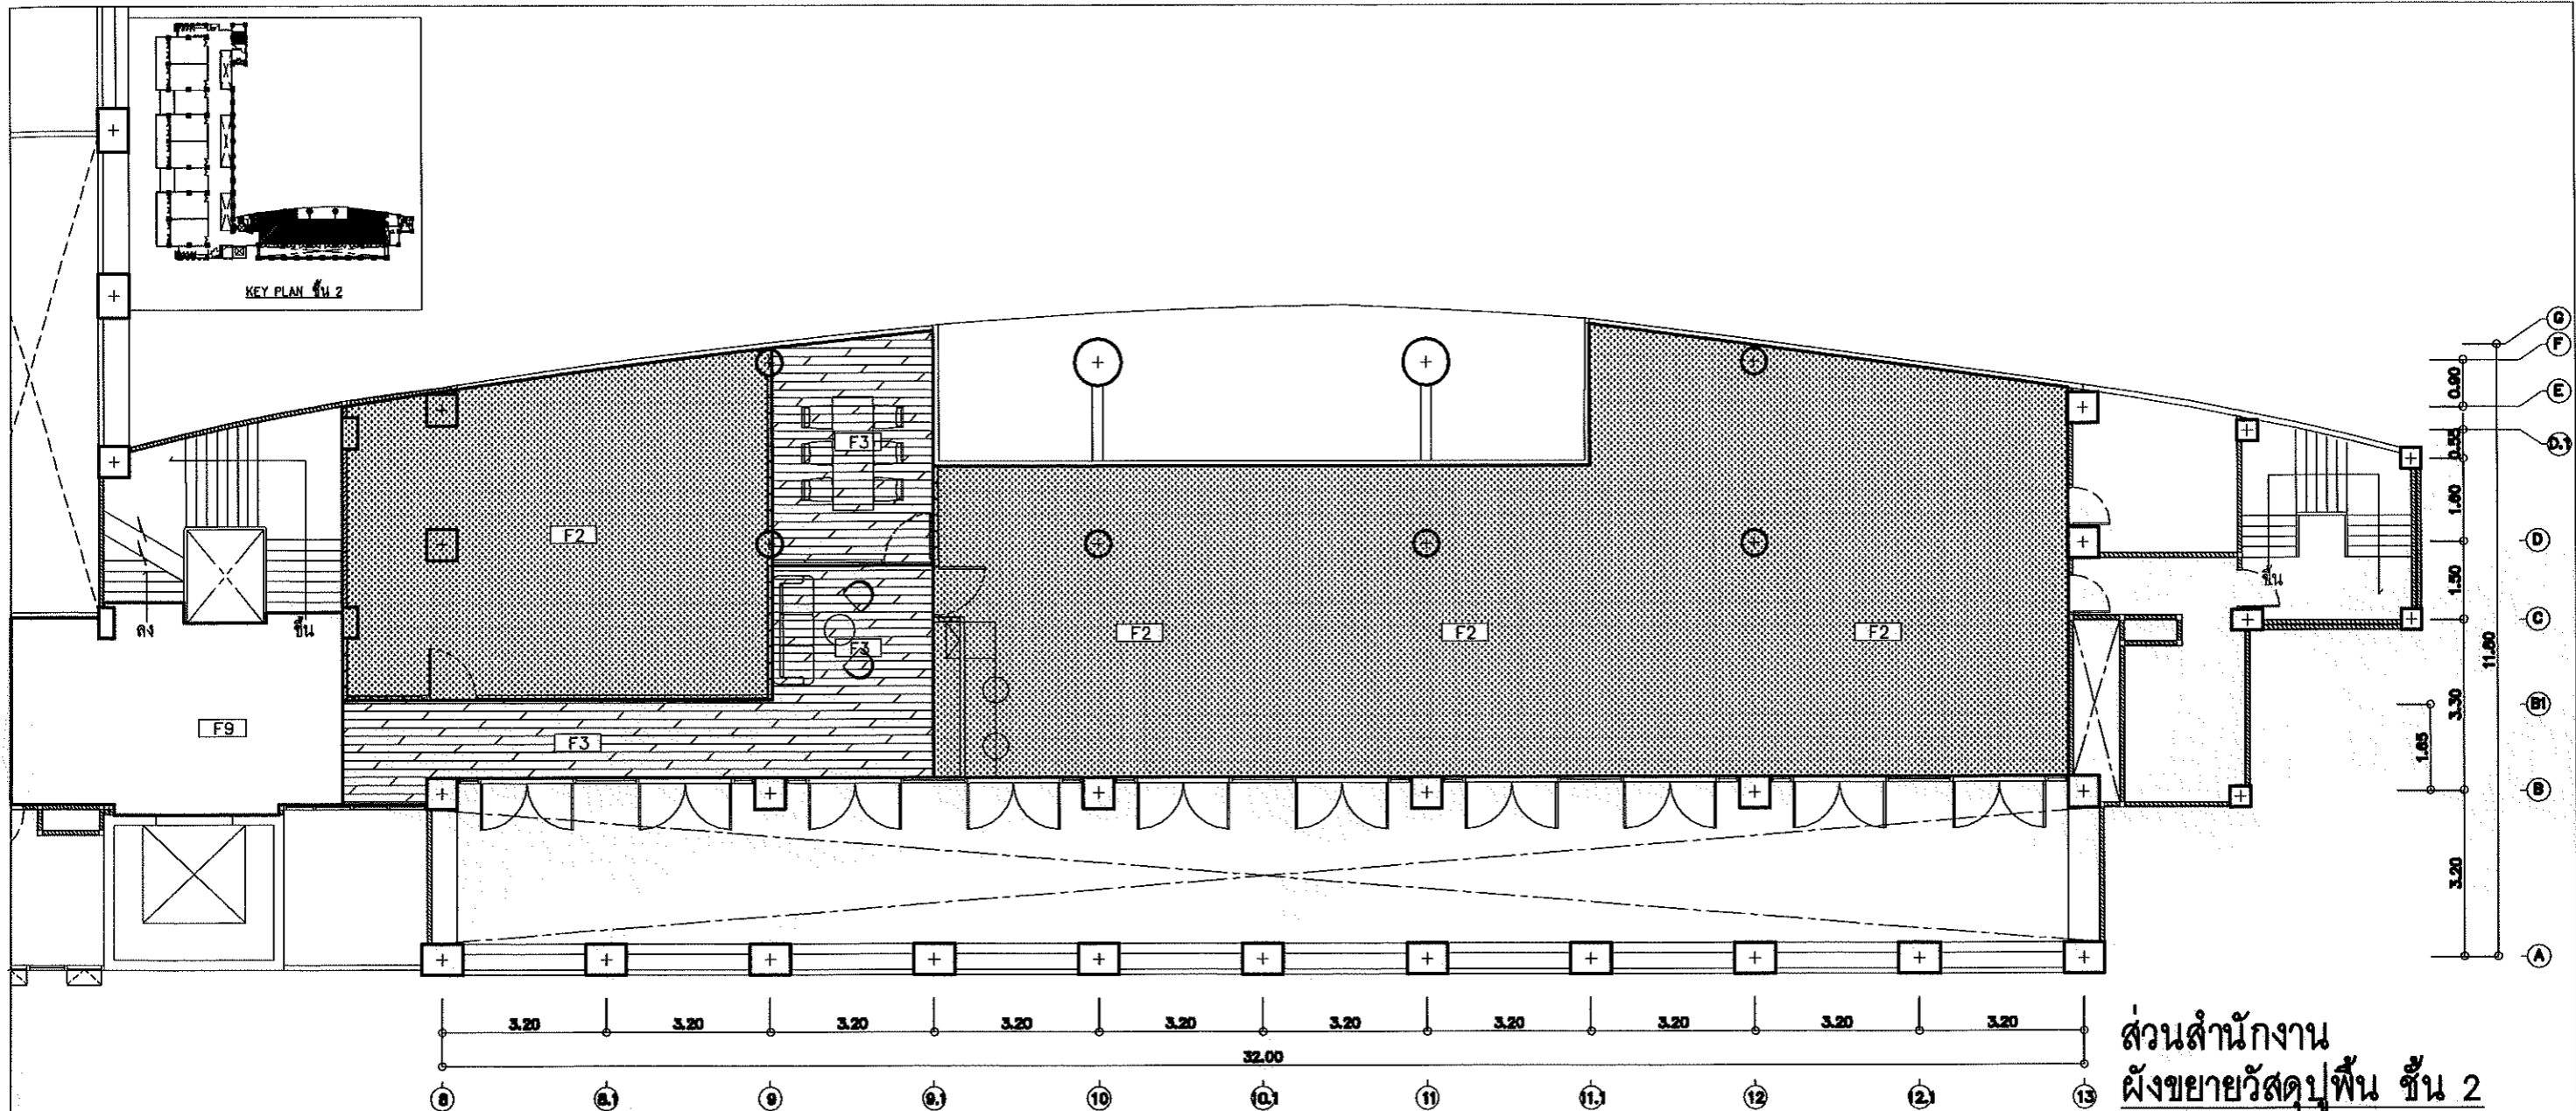 KEY PLAN ชั้น 2
G
F
E
D.1
D
C
B1
B
A
0.90
0.55
1.60
1.50
3.30
1.65
3.20
11.80
F3
F2
F2
F2
F2
F3
F3
F9
ลง
ขึ้น
ขึ้น
3.20 3.20 3.20 3.20 3.20 3.20 3.20 3.20 3.20 3.20
32.00
8 8.1 9 9.1 10 10.1 11 11.1 12 12.1 13
ส่วนสำนักงาน
ผังขยายวัสดุปูพื้น ชั้น 2